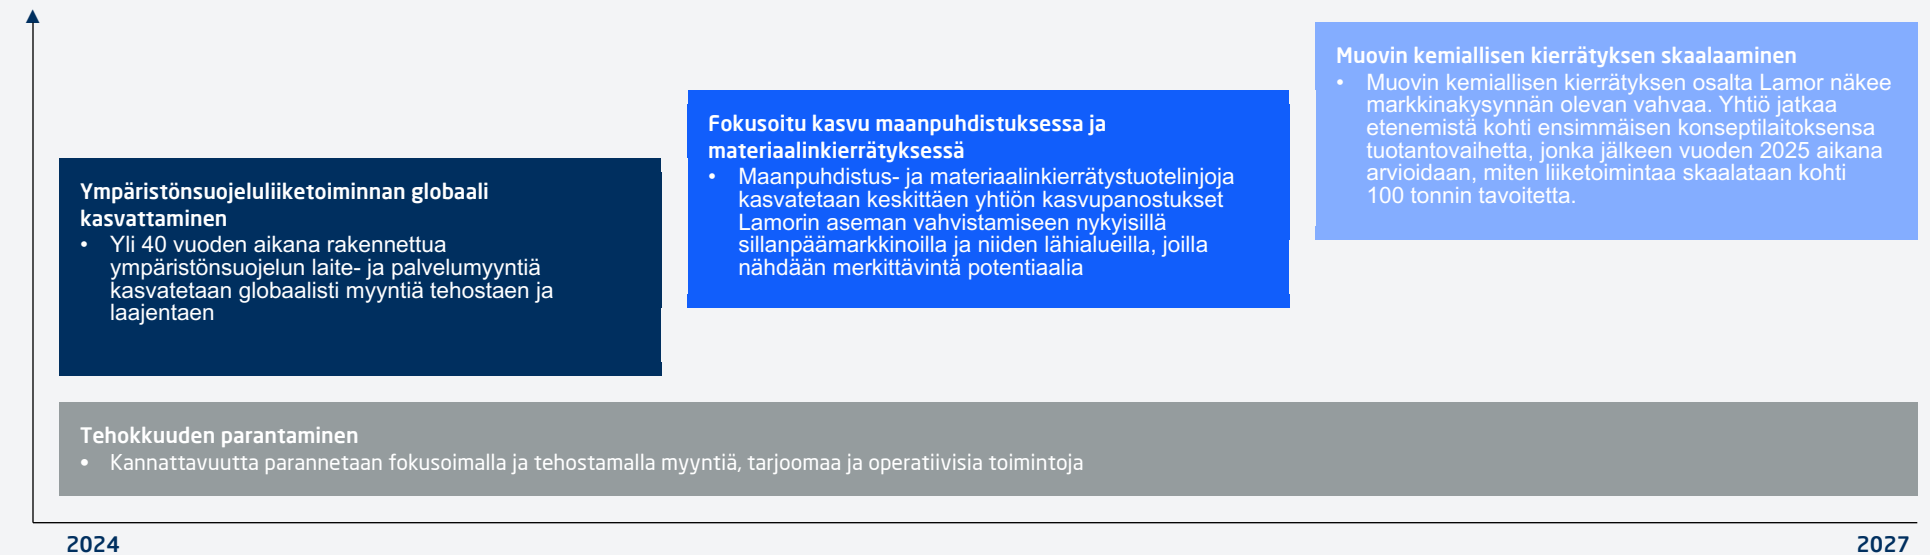 Ympäristönsuojeluliiketoiminnan globaali
kasvattaminen
• Yli 40 vuoden aikana rakennettua
ympäristönsuojelun laite- ja palvelumyyntiä
kasvatetaan globaalisti myyntiä tehostaen ja
laajentaen
Fokusoitu kasvu maanpuhdistuksessa ja
materiaalinkierrätyksessä
• Maanpuhdistus- ja materiaalinkierrätystuotelinjoja
kasvatetaan keskittäen yhtiön kasvupanostukset
Lamorin aseman vahvistamiseen nykyisillä
sillanpäämarkkinoilla ja niiden lähialueilla, joilla
nähdään merkittävintä potentiaalia
Muovin kemiallisen kierrätyksen skaalaaminen
• Muovin kemiallisen kierrätyksen osalta Lamor näkee
markkinakysynnän olevan vahvaa. Yhtiö jatkaa
etenemistä kohti ensimmäisen konseptilaitoksensa
tuotantovaihetta, jonka jälkeen vuoden 2025 aikana
arvioidaan, miten liiketoimintaa skaalataan kohti
100 tonnin tavoitetta.
Tehokkuuden parantaminen
• Kannattavuutta parannetaan fokusoimalla ja tehostamalla myyntiä, tarjoomaa ja operatiivisia toimintoja
2024
2027